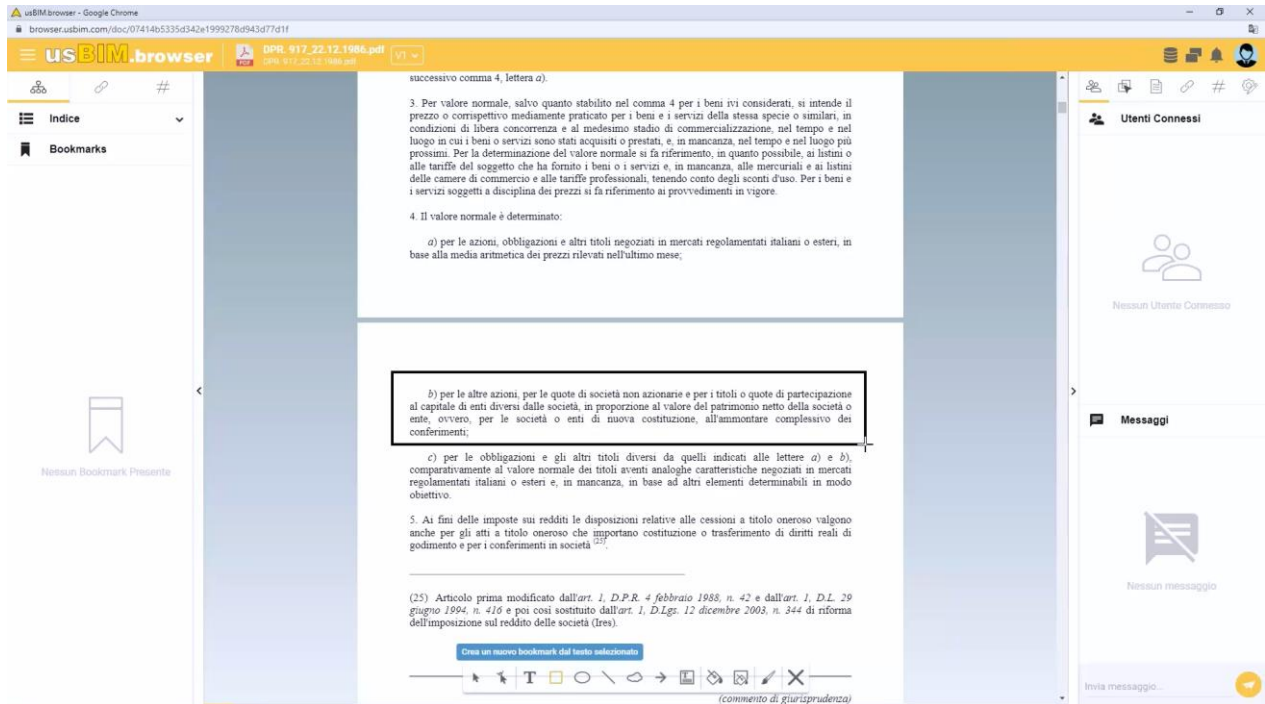 usBIM.browser - Google Chrome
browser.usbim.com/doc/07414b5335d342e1999278d943d77d1f
usBIM.browser
PDF
DPR. 917_22.12.1986.pdf
DPR. 917_22.12.1986.pdf
V1
Indice
Bookmarks
Nessun Bookmark Presente
successivo comma 4, lettera a).
3. Per valore normale, salvo quanto stabilito nel comma 4 per i beni ivi considerati, si intende il
prezzo o corrispettivo mediamente praticato per i beni e i servizi della stessa specie o similari, in
condizioni di libera concorrenza e al medesimo stadio di commercializzazione, nel tempo e nel
luogo in cui i beni o servizi sono stati acquisiti o prestati, e, in mancanza, nel tempo e nel luogo più
prossimi. Per la determinazione del valore normale si fa riferimento, in quanto possibile, ai listini o
alle tariffe del soggetto che ha fornito i beni o i servizi e, in mancanza, alle mercuriali e ai listini
delle camere di commercio e alle tariffe professionali, tenendo conto degli sconti d'uso. Per i beni e
i servizi soggetti a disciplina dei prezzi si fa riferimento ai provvedimenti in vigore.
4. Il valore normale è determinato:
a) per le azioni, obbligazioni e altri titoli negoziati in mercati regolamentati italiani o esteri, in
base alla media aritmetica dei prezzi rilevati nell'ultimo mese;
b) per le altre azioni, per le quote di società non azionarie e per i titoli o quote di partecipazione
al capitale di enti diversi dalle società, in proporzione al valore del patrimonio netto della società o
ente, ovvero, per le società o enti di nuova costituzione, all'ammontare complessivo dei
conferimenti;
c) per le obbligazioni e gli altri titoli diversi da quelli indicati alle lettere a) e b),
comparativamente al valore normale dei titoli aventi analoghe caratteristiche negoziati in mercati
regolamentati italiani o esteri e, in mancanza, in base ad altri elementi determinabili in modo
obiettivo.
5. Ai fini delle imposte sui redditi le disposizioni relative alle cessioni a titolo oneroso valgono
anche per gli atti a titolo oneroso che importano costituzione o trasferimento di diritti reali di
godimento e per i conferimenti in società (25).
(25) Articolo prima modificato dall'art. 1, D.P.R. 4 febbraio 1988, n. 42 e dall'art. 1, D.L. 29
giugno 1994, n. 416 e poi così sostituito dall'art. 1, D.Lgs. 12 dicembre 2003, n. 344 di riforma
dell'imposizione sul reddito delle società (Ires).
Crea un nuovo bookmark dal testo selezionato
T
(commento di giurisprudenza)
Utenti Connessi
Nessun Utente Connesso
Messaggi
Nessun messaggio
Invia messaggio...